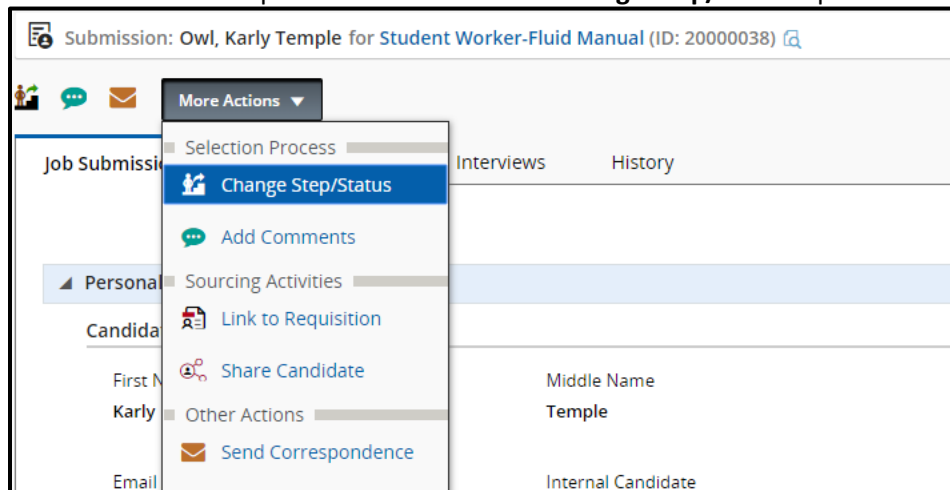 Submission: Owl, Karly Temple for Student Worker-Fluid Manual (ID: 20000038)
More Actions ▼
Selection Process
Job Submissi Interviews History
Change Step/Status
Add Comments
Personal Sourcing Activities
Link to Requisition
Candida
Share Candidate
First N Middle Name
Karly Other Actions Temple
Send Correspondence
Email Internal Candidate